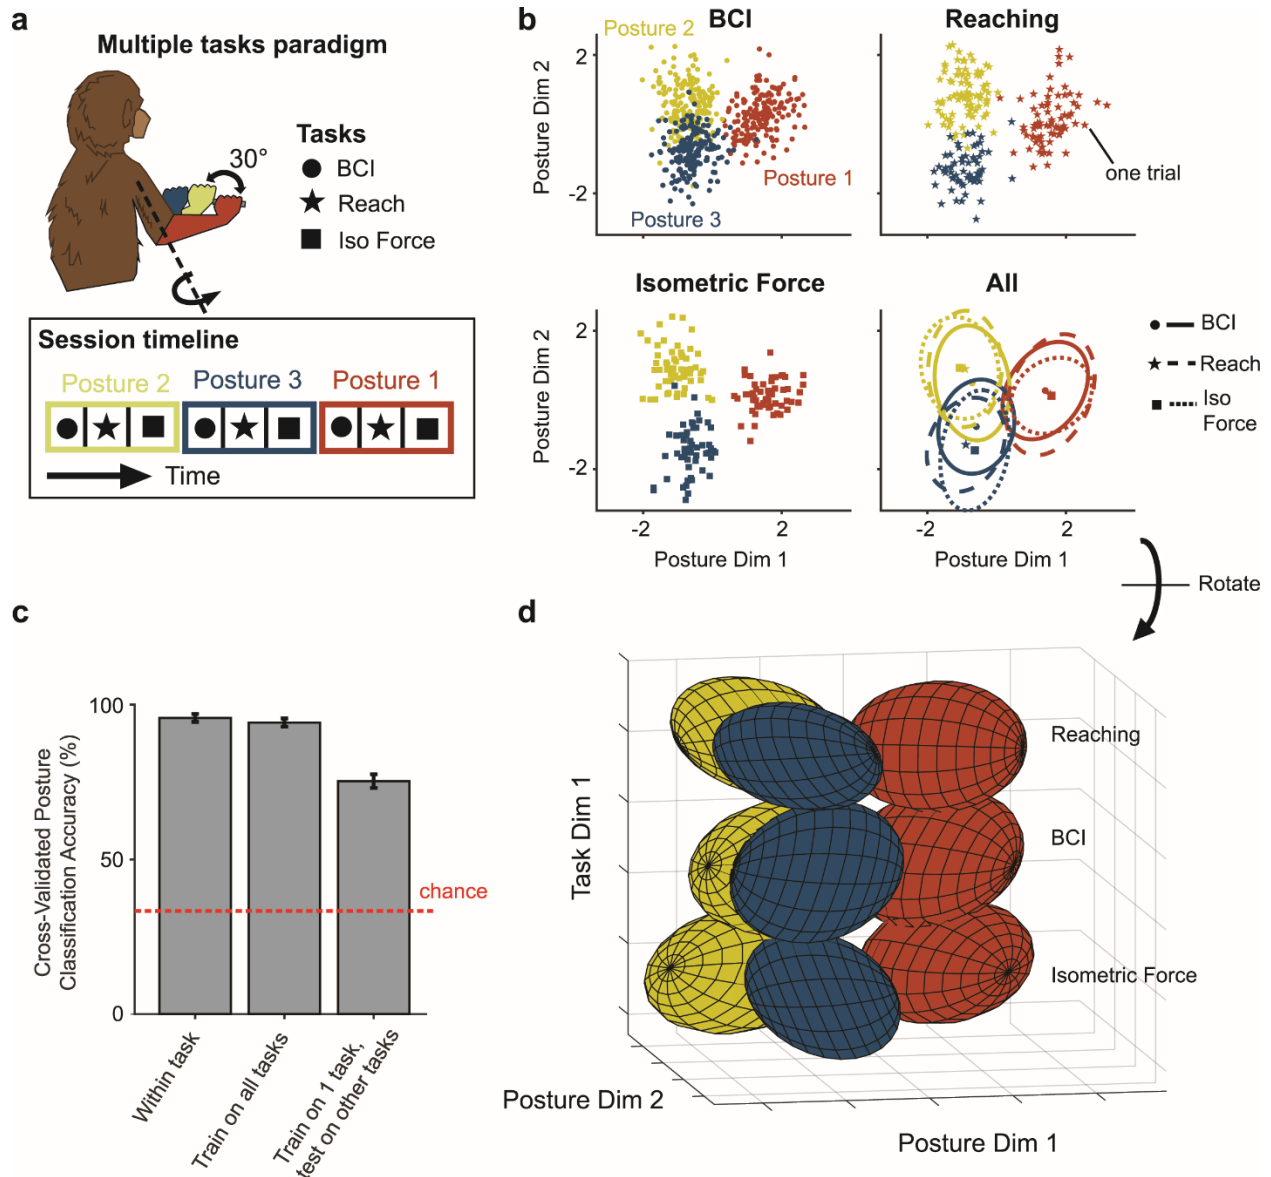 a
Multiple tasks paradigm
30°
Tasks
BCI
Reach
Iso Force
Session timeline
Posture 2 Posture 3 Posture 1
Time
b
BCI
Posture 2
2
-2
Posture Dim 2
Posture 1
Posture 3
Reaching
one trial
Isometric Force
2
-2
Posture Dim 2
-2 2
Posture Dim 1
All
-2 2
Posture Dim 1
BCI
Reach
Iso
Force
Rotate
c
100
50
0
Cross-Validated Posture
Classification Accuracy (%)
chance
Within task
Train on all tasks
Train on 1 task,
test on other tasks
d
Task Dim 1
Reaching
BCI
Isometric Force
Posture Dim 2
Posture Dim 1